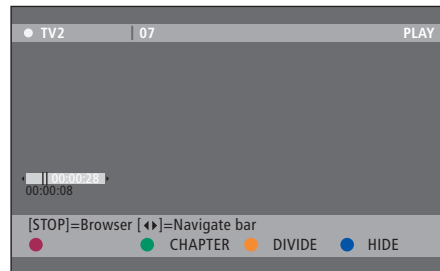 TV2 | 07 PLAY
00:00:28
00:00:08
[STOP]=Browser [◂▸]=Navigate bar
CHAPTER DIVIDE HIDE